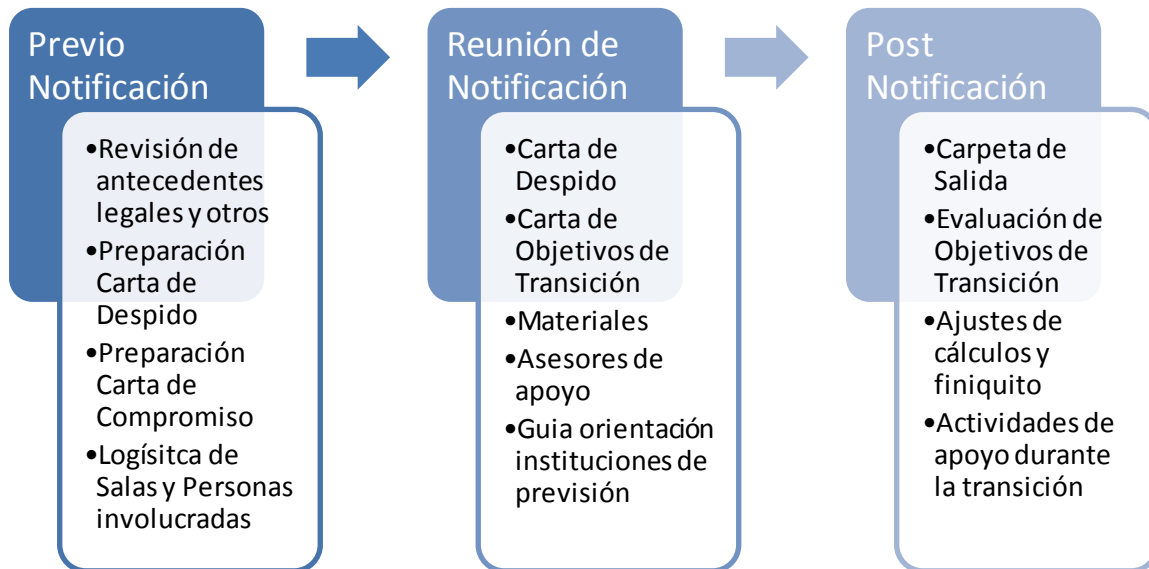 Previo
Notificación
•Revisión de
antecedentes
legales y otros
•Preparación
Carta de
Despido
•Preparación
Carta de
Compromiso
•Logísitca de
Salas y Personas
involucradas
Reunión de
Notificación
•Carta de
Despido
•Carta de
Objetivos de
Transición
•Materiales
•Asesores de
apoyo
•Guia orientación
instituciones de
previsión
Post
Notificación
•Carpeta de
Salida
•Evaluación de
Objetivos de
Transición
•Ajustes de
cálculos y
finiquito
•Actividades de
apoyo durante
la transición